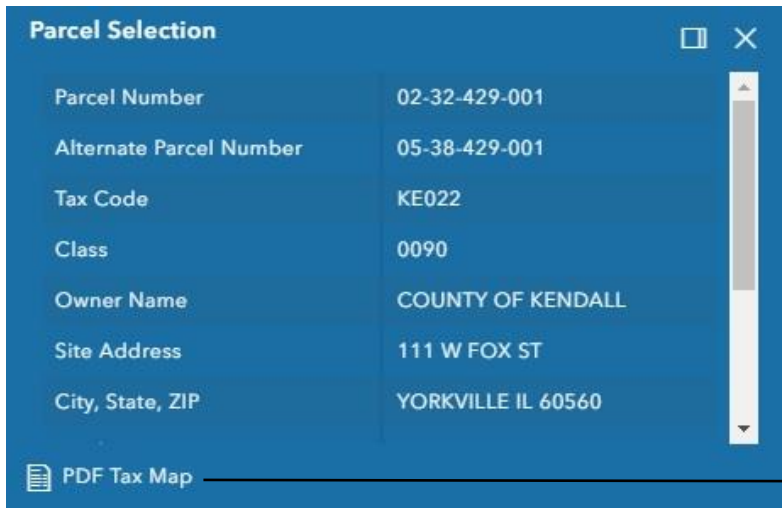 Parcel Selection
Parcel Number 02-32-429-001
Alternate Parcel Number 05-38-429-001
Tax Code KE022
Class 0090
Owner Name COUNTY OF KENDALL
Site Address 111 W FOX ST
City, State, ZIP YORKVILLE IL 60560
PDF Tax Map